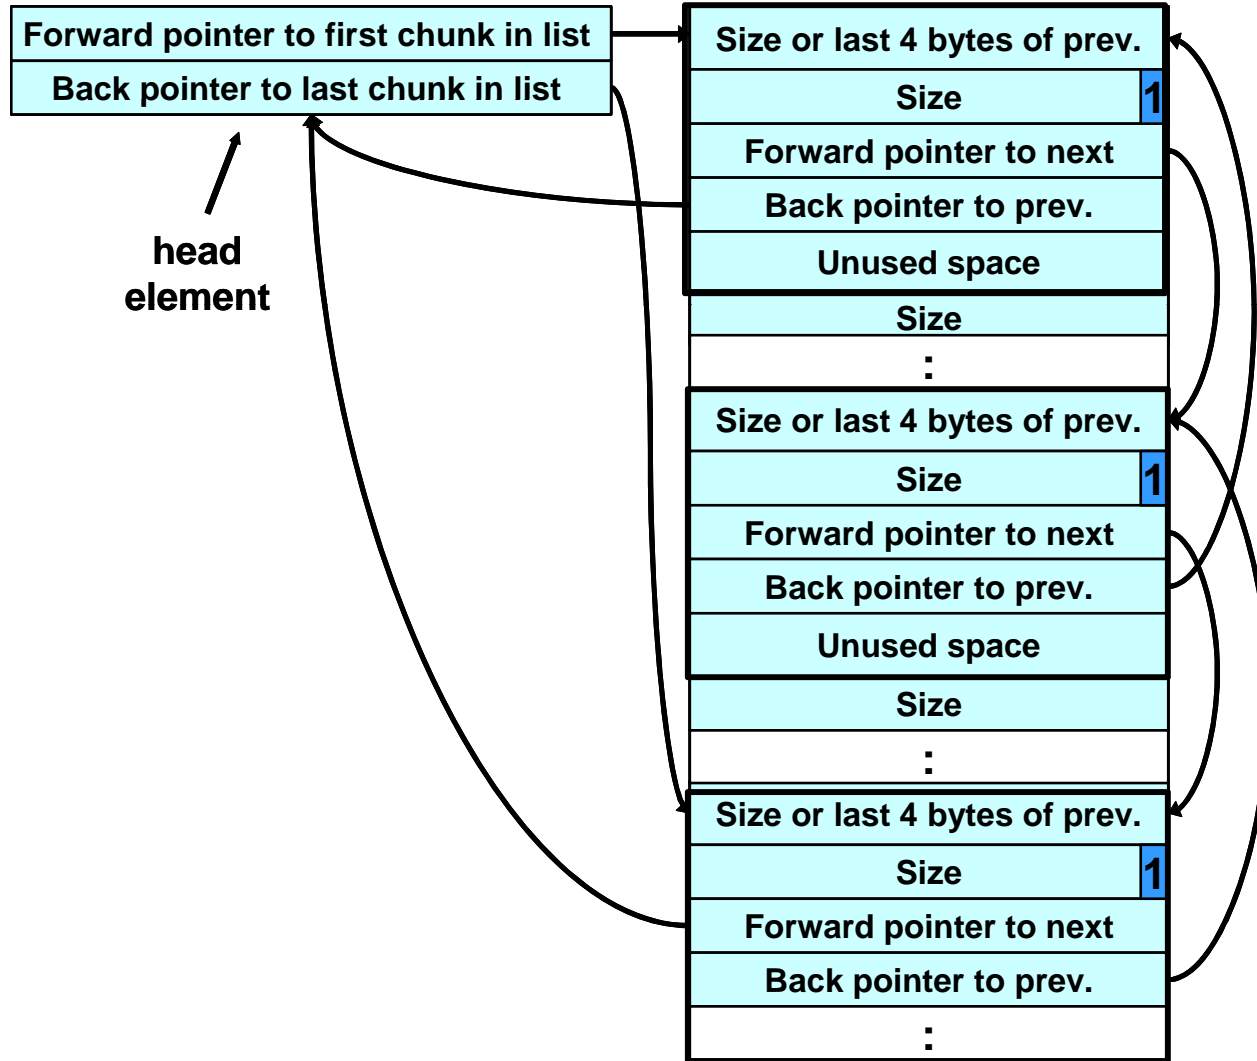 Forward pointer to first chunk in list
Back pointer to last chunk in list
head
element
Size or last 4 bytes of prev.
Size 1
Forward pointer to next
Back pointer to prev.
Unused space
Size
:
Size or last 4 bytes of prev.
Size 1
Forward pointer to next
Back pointer to prev.
Unused space
Size
:
Size or last 4 bytes of prev.
Size 1
Forward pointer to next
Back pointer to prev.
: